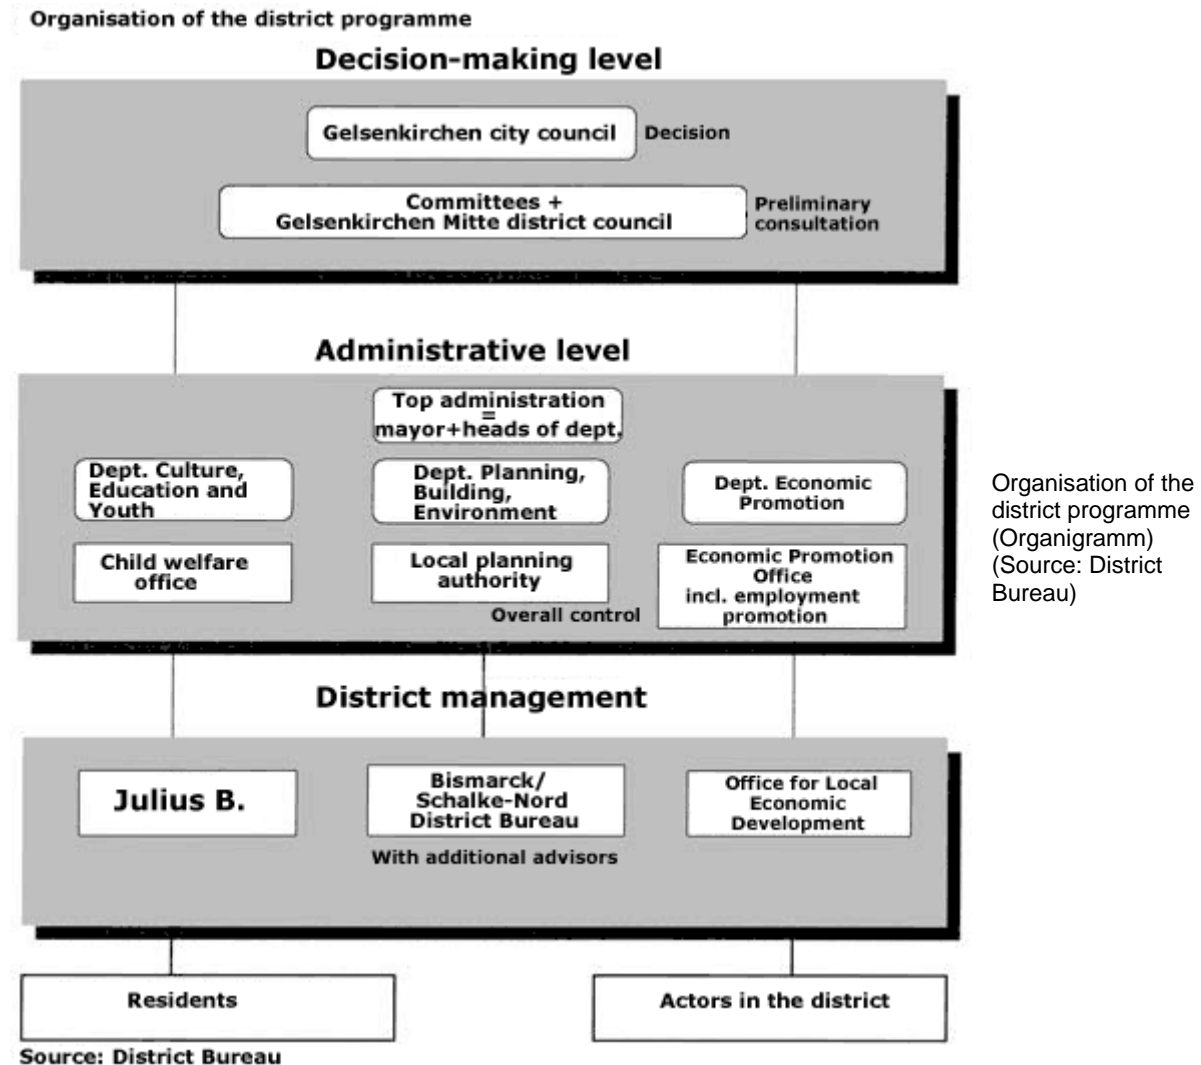 Organisation of the district programme
Decision-making level
Gelsenkirchen city council
Decision
Committees +
Gelsenkirchen Mitte district council
Preliminary
consultation
Administrative level
Top administration
=
mayor+heads of dept.
Dept. Culture,
Education and
Youth
Dept. Planning,
Building,
Environment
Dept. Economic
Promotion
Child welfare
office
Local planning
authority
Economic Promotion
Office
incl. employment
promotion
Overall control
Organisation of the
district programme
(Organigramm)
(Source: District
Bureau)
District management
Julius B.
Bismarck/
Schalke-Nord
District Bureau
Office for Local
Economic
Development
With additional advisors
Residents
Actors in the district
Source: District Bureau